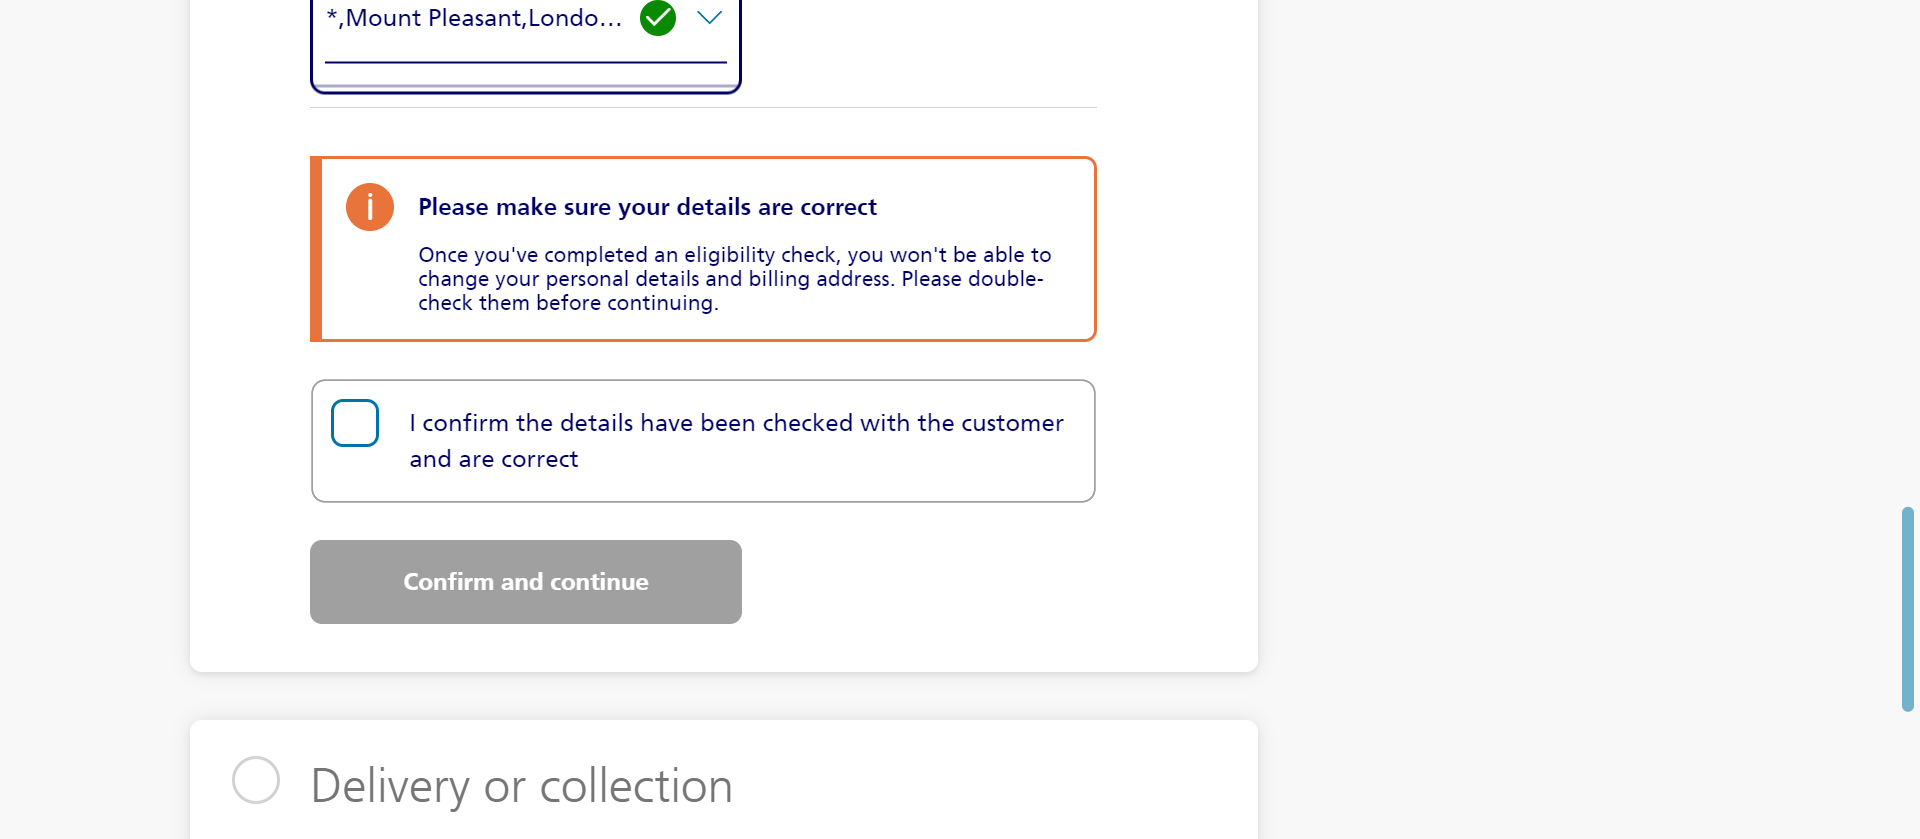 *,Mount Pleasant,Londo...
Please make sure your details are correct
Once you've completed an eligibility check, you won't be able to
change your personal details and billing address. Please double-
check them before continuing.
I confirm the details have been checked with the customer
and are correct
Confirm and continue
Delivery or collection